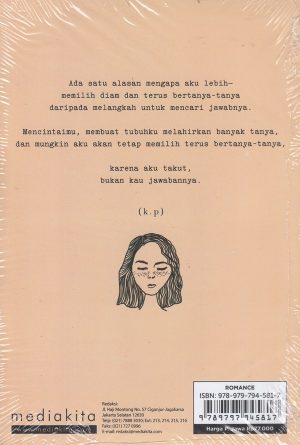 Ada satu alasan mengapa aku lebih—
memilih diam dan terus bertanya-tanya
daripada melangkah untuk mencari jawabnya.
Mencintaimu, membuat tubuhku melahirkan banyak tanya,
dan mungkin aku akan tetap memilih terus bertanya-tanya,
karena aku takut,
bukan kau jawabannya.
(k.p)
mediakita
Redaksi:
Jl. Haji Montong No. 57 Ciganjur-Jagakarsa
Jakarta Selatan 12630
Telp: (021) 7888 3030; Ext: 213, 214, 215, 216
Faks: (021) 727 0996
E-mail: redaksi@mediakita.com
ROMANCE
ISBN: 978-979-794-581-7
9 789797 945817
Harga P. Jawa Rp77.000